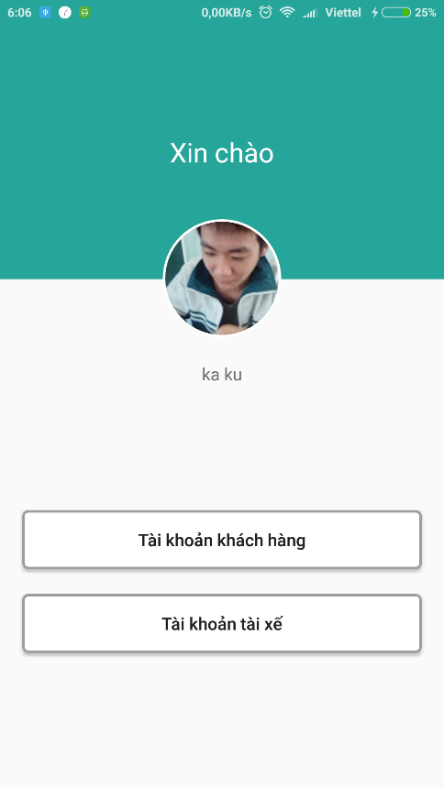 6:06 0,00KB/s Viettel 25%
Xin chào
ka ku
Tài khoản khách hàng
Tài khoản tài xế